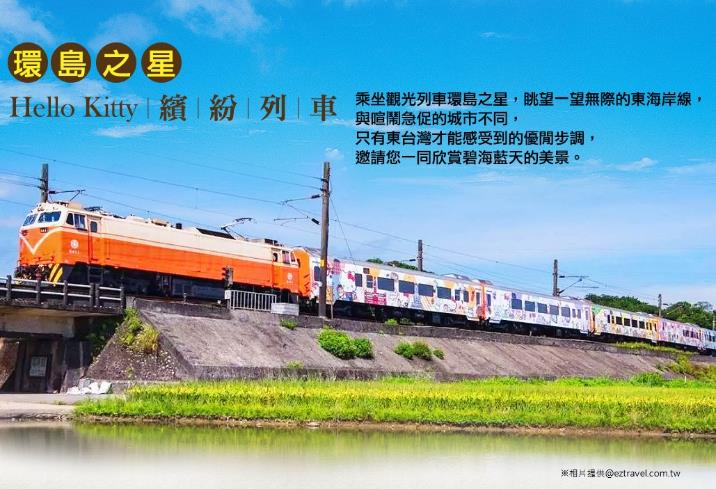 環島之星
Hello Kitty|繽|紛|列|車
乘坐觀光列車環島之星，眺望一望無際的東海岸線，
與喧鬧急促的城市不同，
只有東台灣才能感受到的優閒步調，
邀請您一同欣賞碧海藍天的美景。
※相片提供@eztravel.com.tw